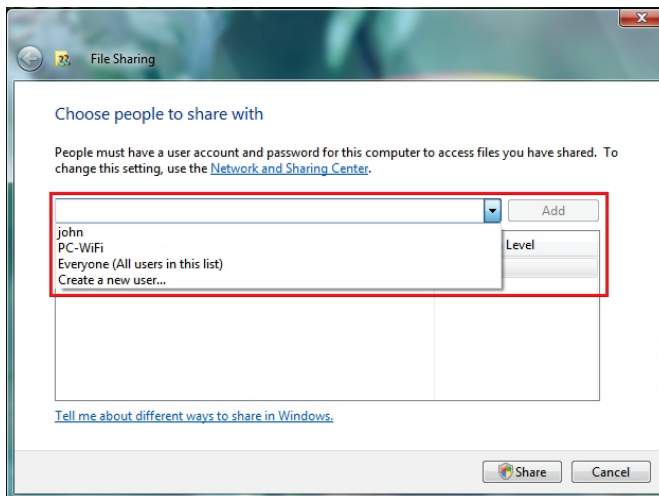 File Sharing
Choose people to share with
People must have a user account and password for this computer to access files you have shared. To
change this setting, use the Network and Sharing Center.
Add
john
PC-WiFi
Everyone (All users in this list)
Create a new user...
Level
Tell me about different ways to share in Windows.
Share
Cancel